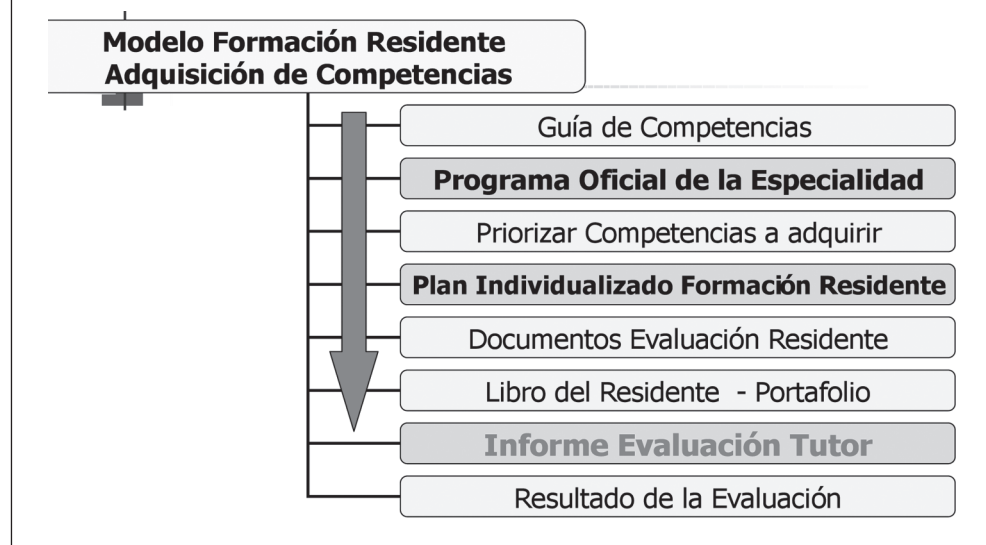 Modelo Formación Residente
Adquisición de Competencias
Guía de Competencias
Programa Oficial de la Especialidad
Priorizar Competencias a adquirir
Plan Individualizado Formación Residente
Documentos Evaluación Residente
Libro del Residente - Portafolio
Informe Evaluación Tutor
Resultado de la Evaluación